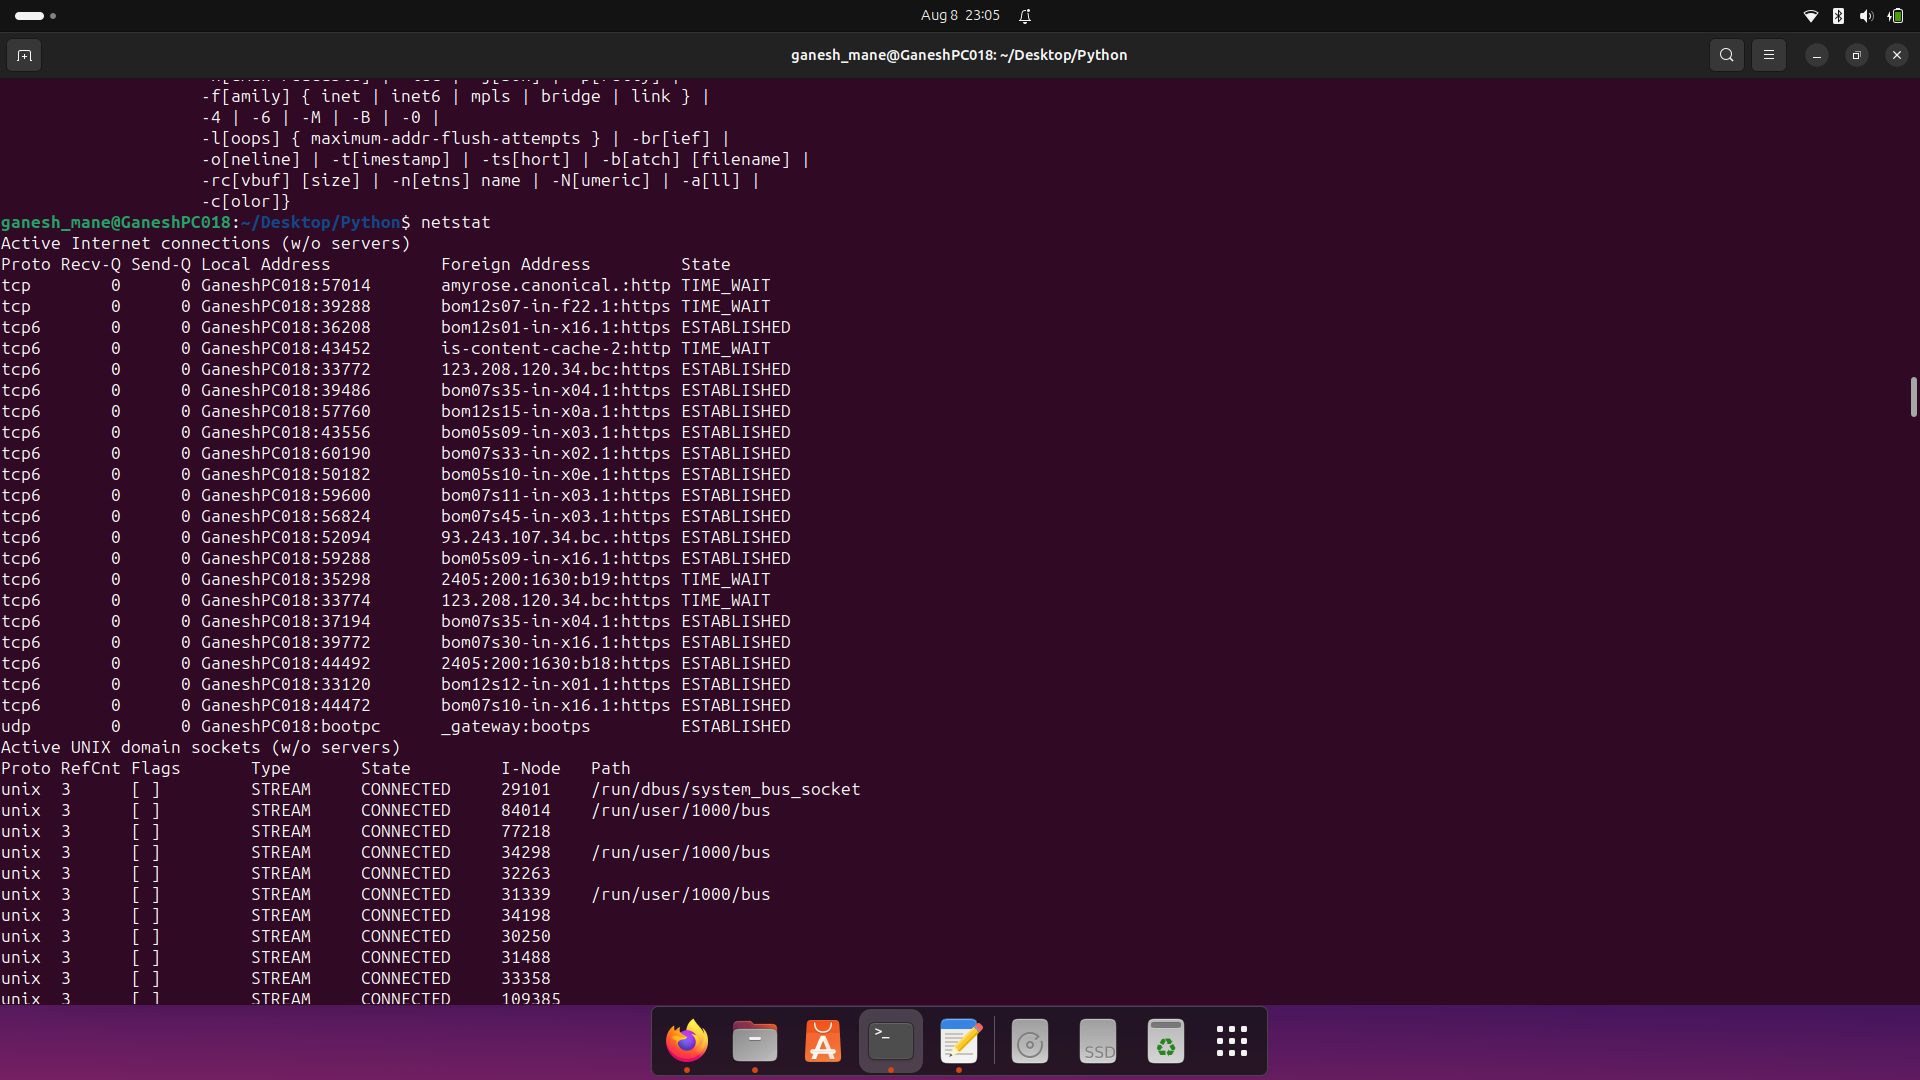 Aug 8 23:05
ganesh_mane@GaneshPC018: ~/Desktop/Python
-f[amily] { inet | inet6 | mpls | bridge | link } |
-4 | -6 | -M | -B | -0 |
-l[oops] { maximum-addr-flush-attempts } | -br[ief] |
-o[neline] | -t[imestamp] | -ts[hort] | -b[atch] [filename] |
-rc[vbuf] [size] | -n[etns] name | -N[umeric] | -a[ll] |
-c[olor]}
ganesh_mane@GaneshPC018:~/Desktop/Python$ netstat
Active Internet connections (w/o servers)
Proto Recv-Q Send-Q Local Address           Foreign Address         State
tcp        0      0 GaneshPC018:57014       amyrose.canonical.:http TIME_WAIT
tcp        0      0 GaneshPC018:39288       bom12s07-in-f22.1:https TIME_WAIT
tcp6       0      0 GaneshPC018:36208       bom12s01-in-x16.1:https ESTABLISHED
tcp6       0      0 GaneshPC018:43452       is-content-cache-2:http TIME_WAIT
tcp6       0      0 GaneshPC018:33772       123.208.120.34.bc:https ESTABLISHED
tcp6       0      0 GaneshPC018:39486       bom07s35-in-x04.1:https ESTABLISHED
tcp6       0      0 GaneshPC018:57760       bom12s15-in-x0a.1:https ESTABLISHED
tcp6       0      0 GaneshPC018:43556       bom05s09-in-x03.1:https ESTABLISHED
tcp6       0      0 GaneshPC018:60190       bom07s33-in-x02.1:https ESTABLISHED
tcp6       0      0 GaneshPC018:50182       bom05s10-in-x0e.1:https ESTABLISHED
tcp6       0      0 GaneshPC018:59600       bom07s11-in-x03.1:https ESTABLISHED
tcp6       0      0 GaneshPC018:56824       bom07s45-in-x03.1:https ESTABLISHED
tcp6       0      0 GaneshPC018:52094       93.243.107.34.bc.:https ESTABLISHED
tcp6       0      0 GaneshPC018:59288       bom05s09-in-x16.1:https ESTABLISHED
tcp6       0      0 GaneshPC018:35298       2405:200:1630:b19:https TIME_WAIT
tcp6       0      0 GaneshPC018:33774       123.208.120.34.bc:https TIME_WAIT
tcp6       0      0 GaneshPC018:37194       bom07s35-in-x04.1:https ESTABLISHED
tcp6       0      0 GaneshPC018:39772       bom07s30-in-x16.1:https ESTABLISHED
tcp6       0      0 GaneshPC018:44492       2405:200:1630:b18:https ESTABLISHED
tcp6       0      0 GaneshPC018:33120       bom12s12-in-x01.1:https ESTABLISHED
tcp6       0      0 GaneshPC018:44472       bom07s10-in-x16.1:https ESTABLISHED
udp        0      0 GaneshPC018:bootpc      _gateway:bootps         ESTABLISHED
Active UNIX domain sockets (w/o servers)
Proto RefCnt Flags       Type       State         I-Node   Path
unix  3      [ ]         STREAM     CONNECTED     29101    /run/dbus/system_bus_socket
unix  3      [ ]         STREAM     CONNECTED     84014    /run/user/1000/bus
unix  3      [ ]         STREAM     CONNECTED     77218
unix  3      [ ]         STREAM     CONNECTED     34298    /run/user/1000/bus
unix  3      [ ]         STREAM     CONNECTED     32263
unix  3      [ ]         STREAM     CONNECTED     31339    /run/user/1000/bus
unix  3      [ ]         STREAM     CONNECTED     34198
unix  3      [ ]         STREAM     CONNECTED     30250
unix  3      [ ]         STREAM     CONNECTED     31488
unix  3      [ ]         STREAM     CONNECTED     33358
unix  3      [ ]         STREAM     CONNECTED     109385
SSD